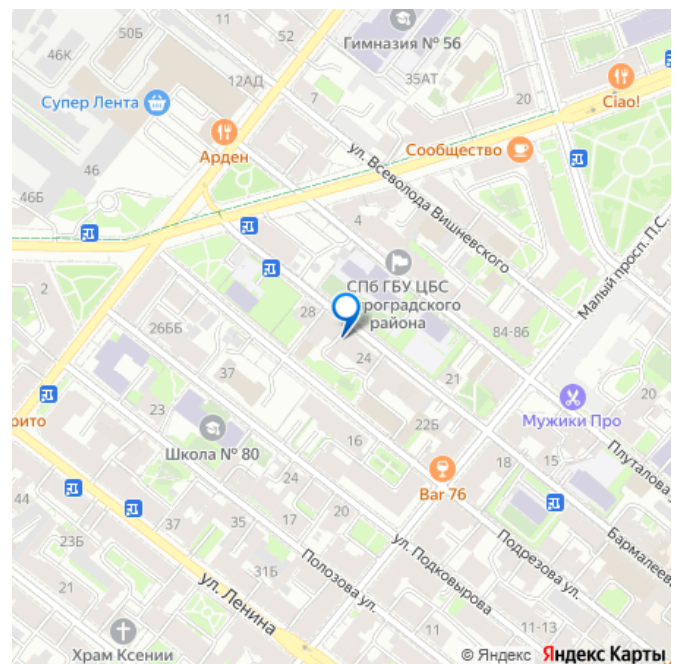 50Б
11
52
Гимназия № 56
46К
12АД
35АТ
20
Ciao!
Супер Лента
7
Арден
Сообщество
46
ул. Всеволода Вишневского
46Б
4
Малый просп. П.С.
2
СПб ГБУ ЦБС
троградского
района
28
26ББ
84-86
24
37
21
20
рито
23
22Б
Мужики Про
Школа № 80
16
Плуталова у
44
24
Bar 76
18
15
37
35
17
20
23Б
Бармалеева
Подрезова ул.
ул. Подковырова
31Б
Полозова ул.
21
ул. Ленина
11
11-13
Храм Ксении
© Яндекс Яндекс Карты